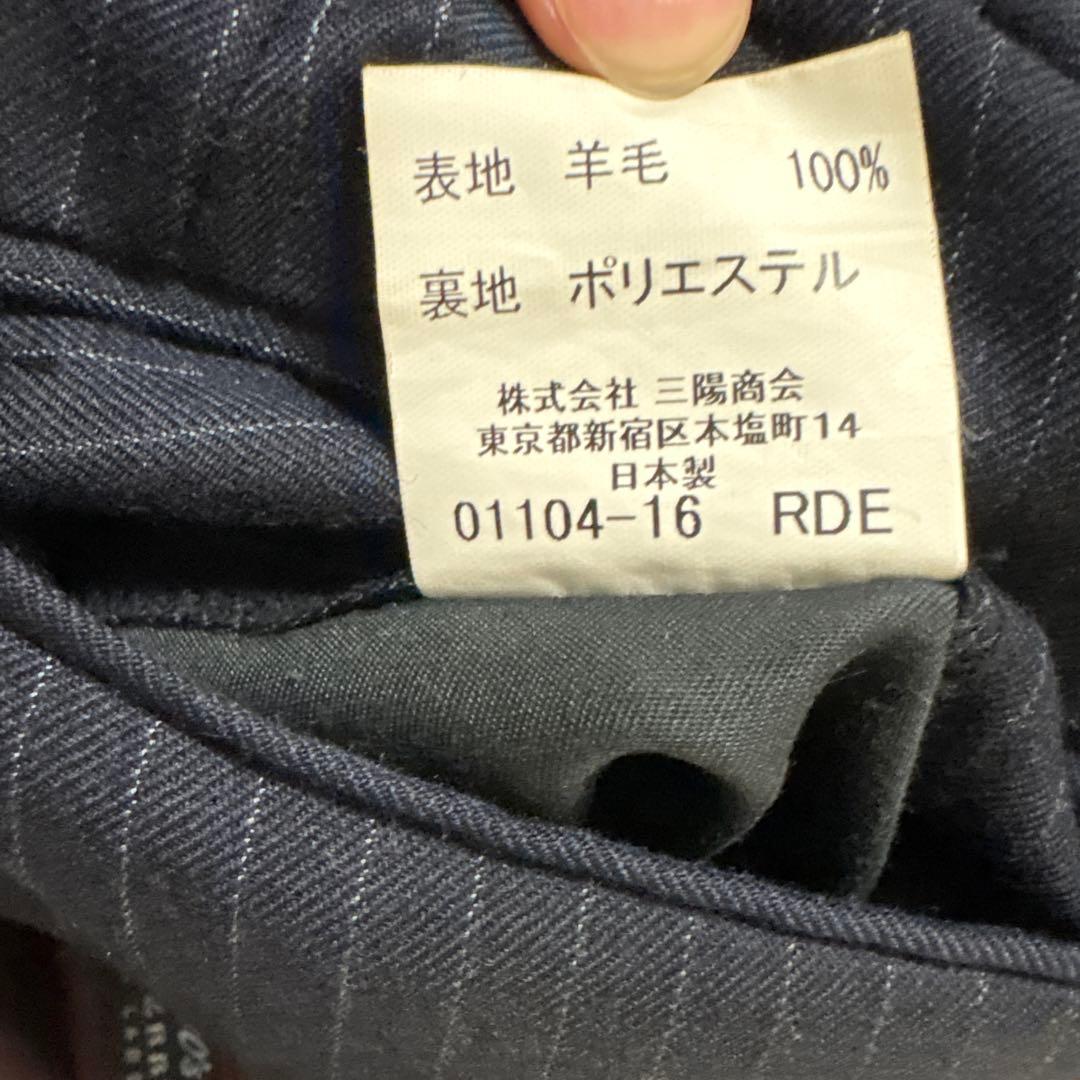 表地 羊毛 100%
裏地 ポリエステル
株式会社 三陽商会
東京都新宿区本塩町14
日本製
01104-16 RDE